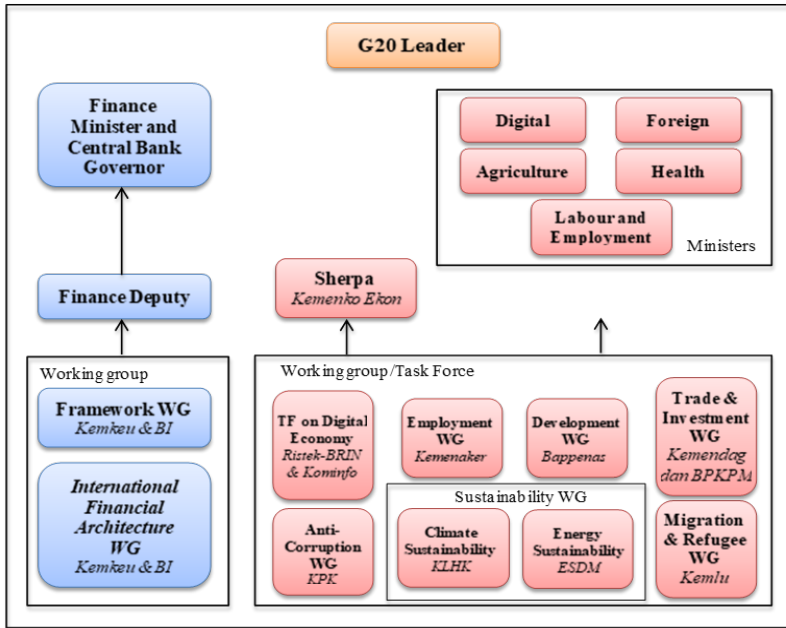 G20 Leader
Finance
Minister and
Central Bank
Governor
Digital
Foreign
Agriculture
Health
Labour and
Employment
Ministers
Finance Deputy
Sherpa
Kemenko Ekon
Working group
Framework WG
Kemkeu & BI
International
Financial
Architecture
WG
Kemkeu & BI
Working group/Task Force
TF on Digital
Economy
Ristek-BRIN
& Kominfo
Employment
WG
Kemenaker
Development
WG
Bappenas
Trade &
Investment
WG
Kemendag
dan BPKPM
Sustainability WG
Anti-
Corruption
WG
KPK
Climate
Sustainability
KLHK
Energy
Sustainability
ESDM
Migration
& Refugee
WG
Kemlu